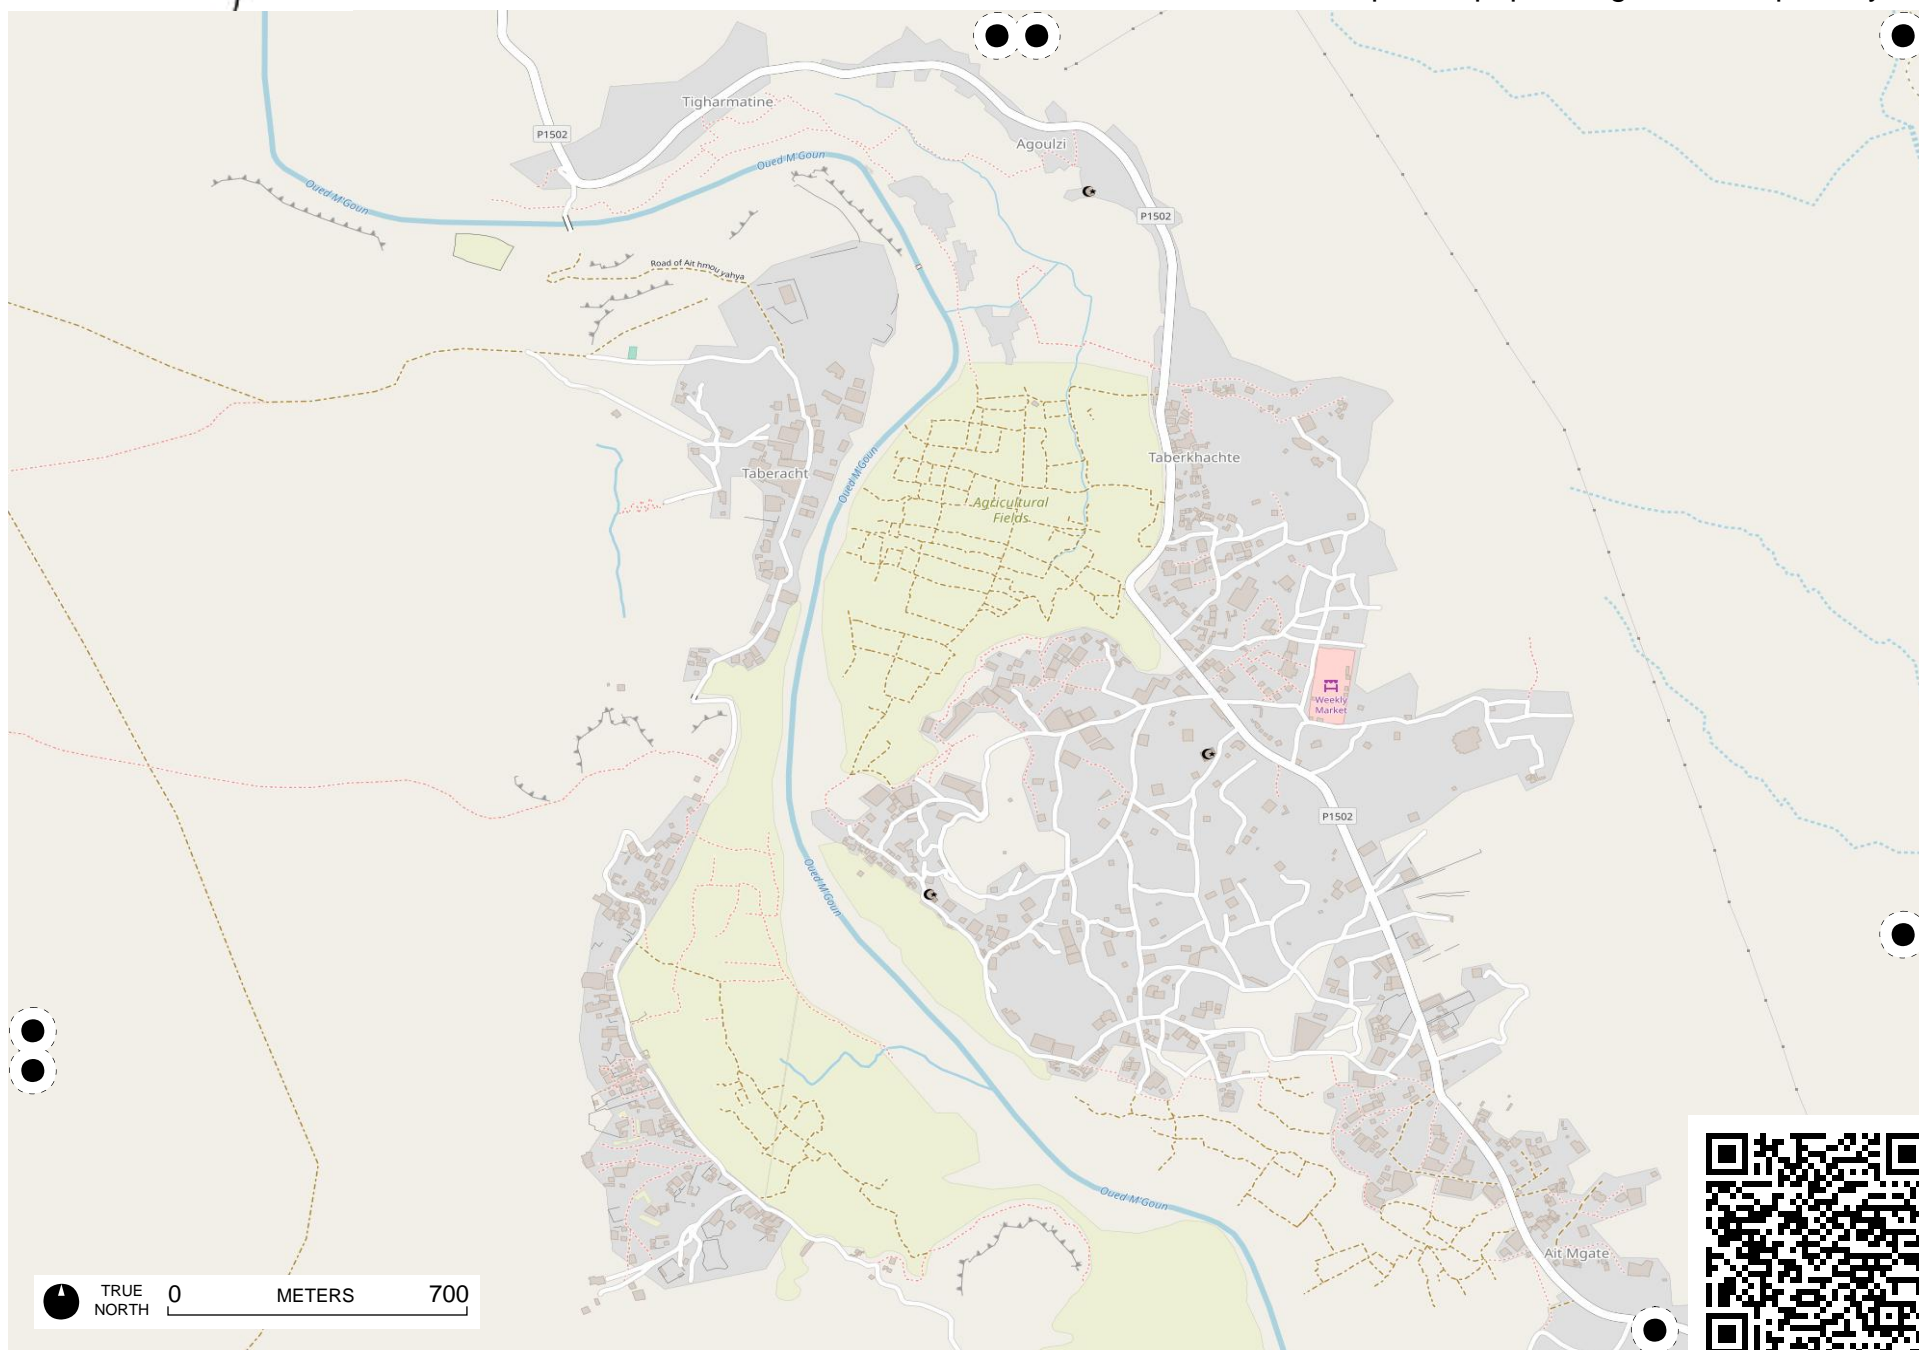 Tigharmatine
P1502
Agoulzi
Oued M'Goun
Oued M'Goun
P1502
Road of Ait hmou yahya
Taberkhachte
Taberacht
Oued M'Goun
Agricultural
Fields
Weekly
Market
P1502
Oued M'Goun
Oued M'Goun
Ait Mgate
TRUE
NORTH
0 METERS 700